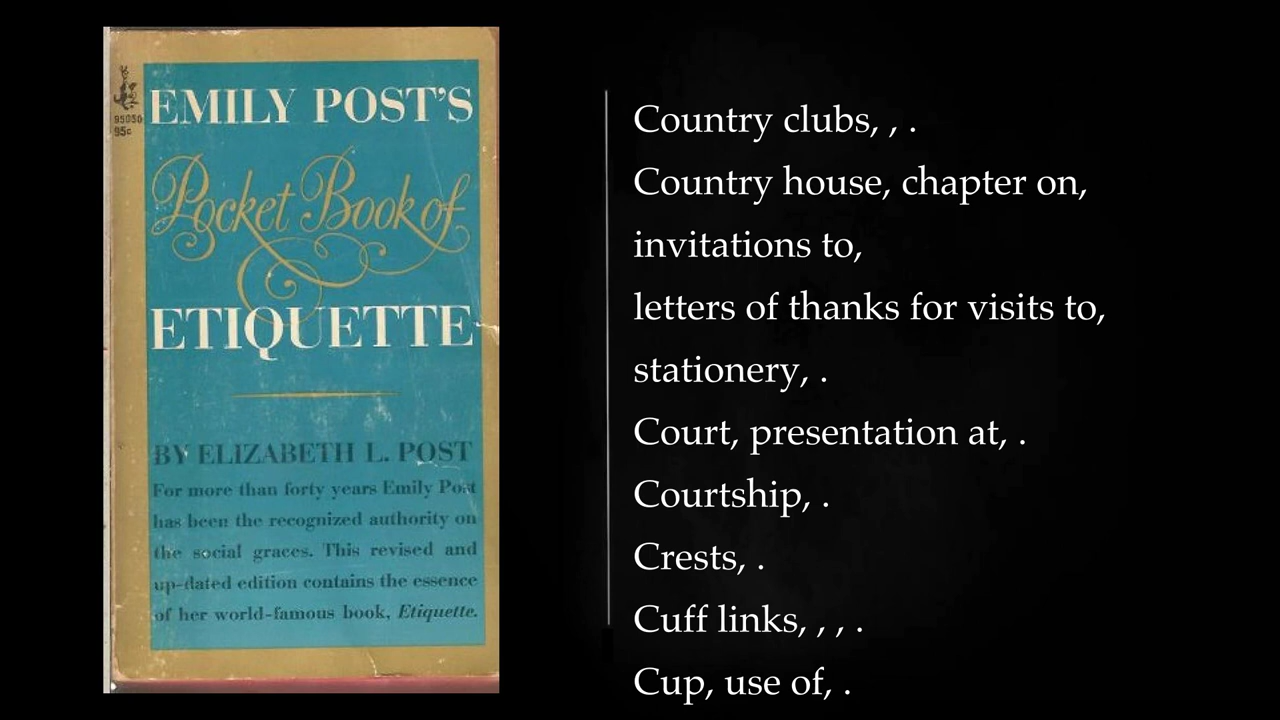 EMILY POST'S
Pocket Book of
ETIQUETTE
95050
95c
BY ELIZABETH L. POST
For more than forty years Emily Post
has been the recognized authority on
the social graces. This revised and
up-dated edition contains the essence
of her world-famous book, Etiquette.
Country clubs, , .
Country house, chapter on,
invitations to,
letters of thanks for visits to,
stationery, .
Court, presentation at, .
Courtship, .
Crests, .
Cuff links, , , .
Cup, use of, .